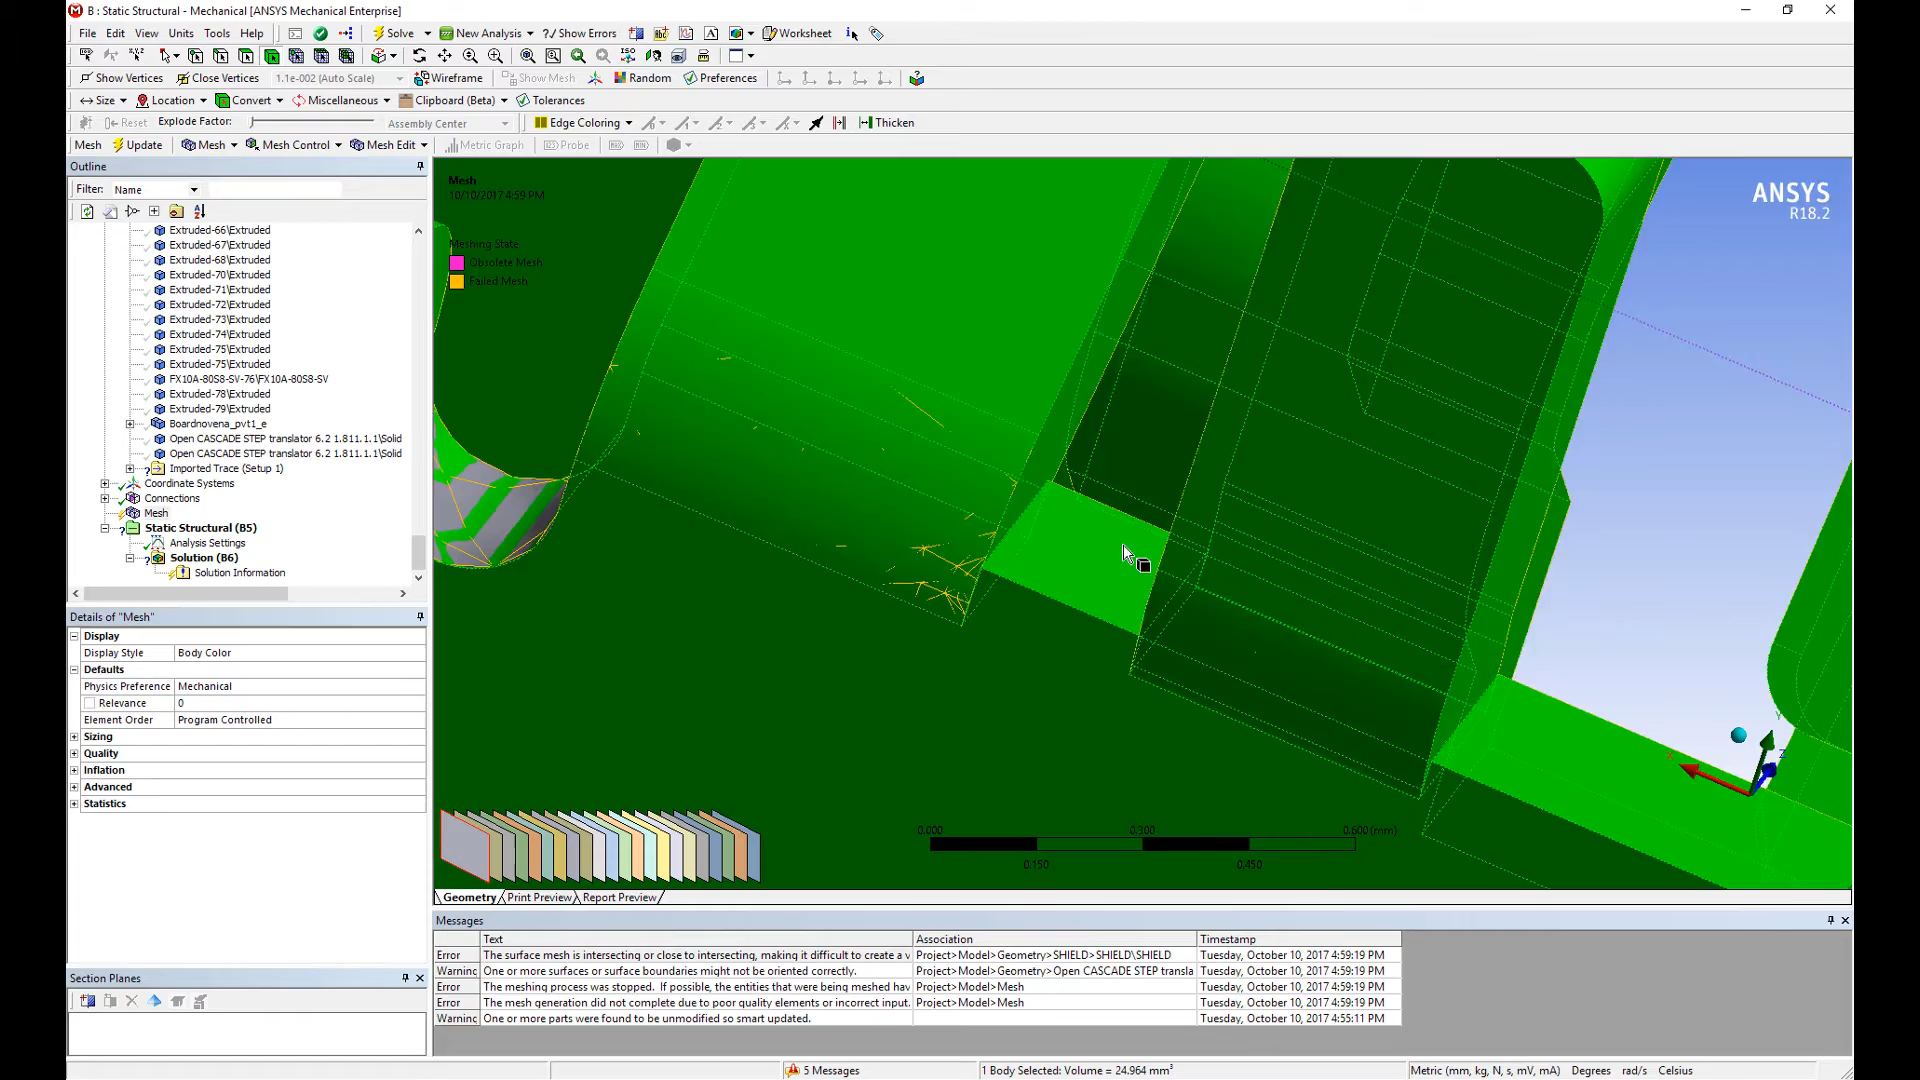 B : Static Structural - Mechanical [ANSYS Mechanical Enterprise]
File Edit View Units Tools Help Solve New Analysis ?/ Show Errors Worksheet
Show Vertices Close Vertices 1.1e-002 (Auto Scale) Wireframe Show Mesh Random Preferences
Size Location Convert Miscellaneous Clipboard (Beta) Tolerances
Reset Explode Factor: Assembly Center Edge Coloring Thicken
Mesh Update Mesh Mesh Control Mesh Edit Metric Graph Probe
Outline
Filter: Name
Extruded-66\Extruded
Extruded-67\Extruded
Extruded-68\Extruded
Extruded-70\Extruded
Extruded-71\Extruded
Extruded-72\Extruded
Extruded-73\Extruded
Extruded-74\Extruded
Extruded-75\Extruded
Extruded-75\Extruded
FX10A-80S8-SV-76\FX10A-80S8-SV
Extruded-78\Extruded
Extruded-79\Extruded
Boardnovena_pvt1_e
Open CASCADE STEP translator 6.2 1.811.1.1\Solid
Open CASCADE STEP translator 6.2 1.811.1.1\Solid
Imported Trace (Setup 1)
Coordinate Systems
Connections
Mesh
Static Structural (B5)
Analysis Settings
Solution (B6)
Solution Information
Details of "Mesh"
Display
Display Style Body Color
Defaults
Physics Preference Mechanical
Relevance 0
Element Order Program Controlled
Sizing
Quality
Inflation
Advanced
Statistics
Section Planes
Mesh
10/10/2017 4:59 PM
Meshing State
Obsolete Mesh
Failed Mesh
ANSYS
R18.2
Y
X
Z
0.000 0.300 0.600 (mm)
0.150 0.450
Geometry Print Preview Report Preview
Messages
Text Association Timestamp
Error The surface mesh is intersecting or close to intersecting, making it difficult to create a v Project>Model>Geometry>SHIELD>SHIELD\SHIELD Tuesday, October 10, 2017 4:59:19 PM
Warning One or more surfaces or surface boundaries might not be oriented correctly. Project>Model>Geometry>Open CASCADE STEP transla Tuesday, October 10, 2017 4:59:19 PM
Error The meshing process was stopped. If possible, the entities that were being meshed hav Project>Model>Mesh Tuesday, October 10, 2017 4:59:19 PM
Error The mesh generation did not complete due to poor quality elements or incorrect input. Project>Model>Mesh Tuesday, October 10, 2017 4:59:19 PM
Warning One or more parts were found to be unmodified so smart updated. Tuesday, October 10, 2017 4:55:11 PM
5 Messages 1 Body Selected: Volume = 24.964 mm³ Metric (mm, kg, N, s, mV, mA) Degrees rad/s Celsius